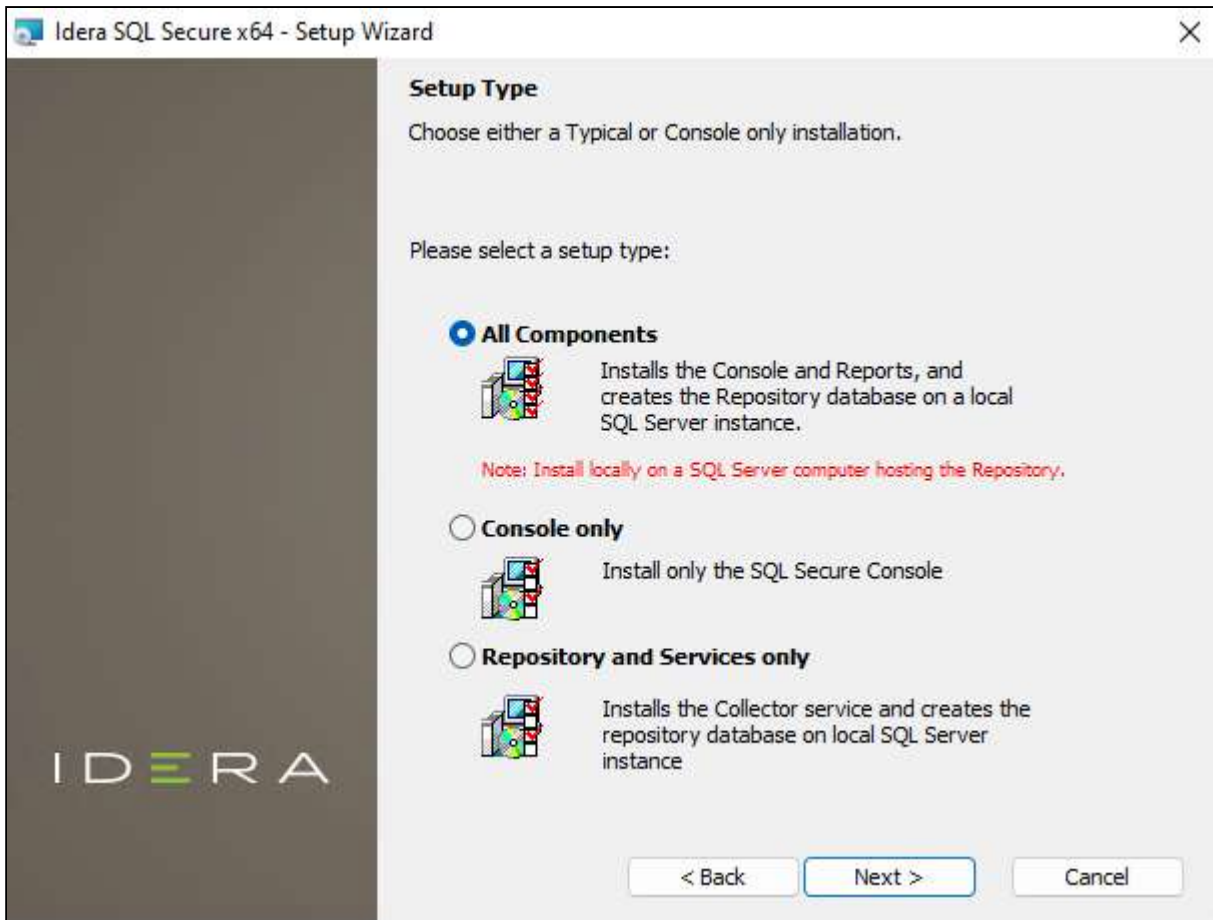 Idera SQL Secure x64 - Setup Wizard
Setup Type
Choose either a Typical or Console only installation.
Please select a setup type:
All Components
Installs the Console and Reports, and
creates the Repository database on a local
SQL Server instance.
Note: Install locally on a SQL Server computer hosting the Repository.
Console only
Install only the SQL Secure Console
Repository and Services only
Installs the Collector service and creates the
repository database on local SQL Server
instance
IDERA
< Back Next > Cancel